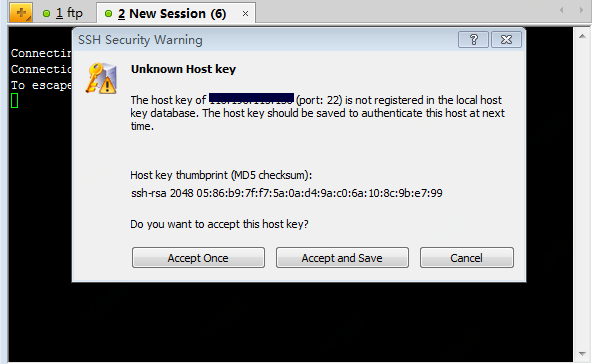 1 ftp
2 New Session (6)
SSH Security Warning
Connectin
Connectio
To escape
Unknown Host key
The host key of (port: 22) is not registered in the local host
key database. The host key should be saved to authenticate this host at next
time.
Host key thumbprint (MD5 checksum):
ssh-rsa 2048 05:86:b9:7f:f7:5a:0a:d4:9a:c0:6a:10:8c:9b:e7:99
Do you want to accept this host key?
Accept Once
Accept and Save
Cancel